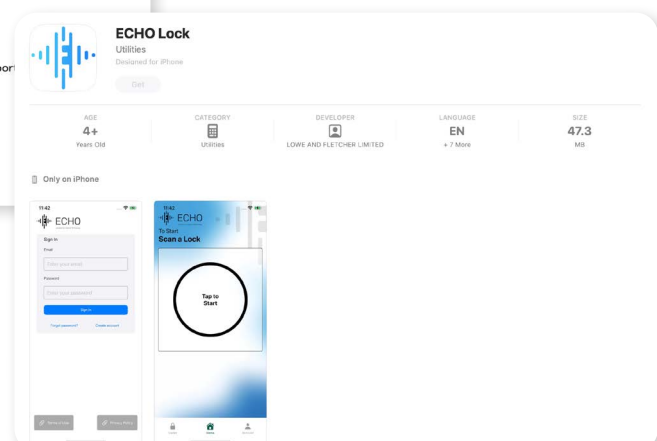 ECHO Lock
Utilities
Designed for iPhone
Get
AGE
4+
Years Old
CATEGORY
Utilities
DEVELOPER
LOWE AND FLETCHER LIMITED
LANGUAGE
EN
+ 7 More
SIZE
47.3
MB
Only on iPhone
11:42
ECHO
Sign in
Email
Enter your email
Password
Enter your password
Sign in
Forgot password?
Create account
11:42
ECHO
To Start
Scan a Lock
Tap to
Start